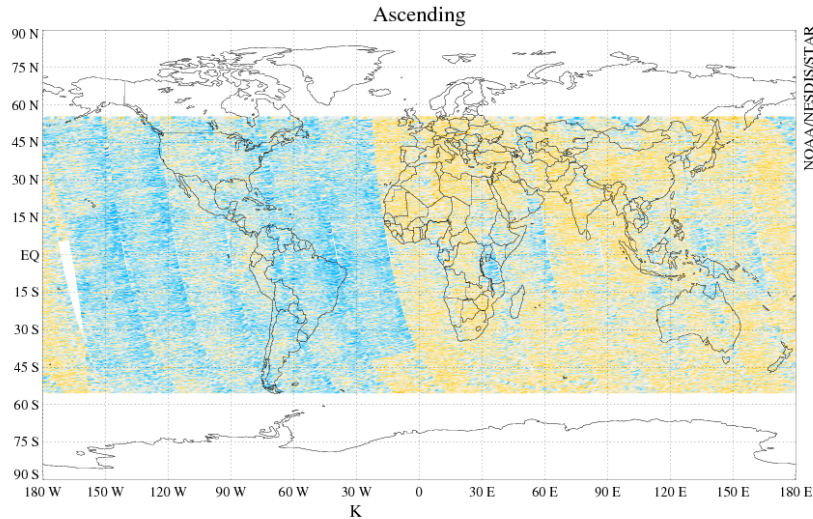 Ascending
90 N
75 N
60 N
45 N
30 N
15 N
EQ
15 S
30 S
45 S
60 S
75 S
90 S
180 W
150 W
120 W
90 W
60 W
30 W
0
30 E
60 E
90 E
120 E
150 E
180 E
K
NOAA/NESDIS/STAR